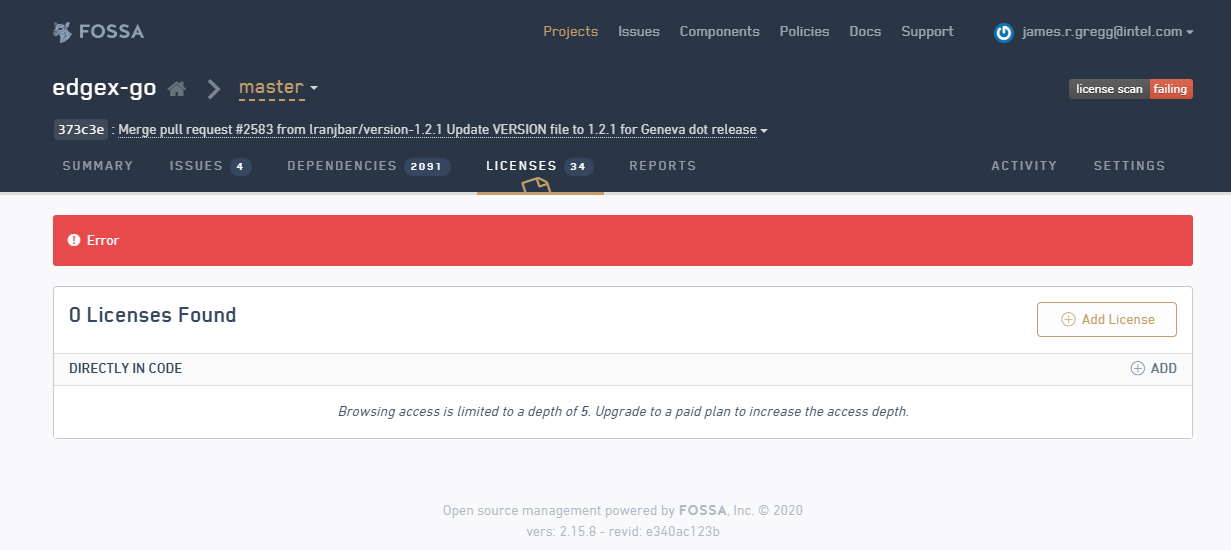 FOSSA
Projects Issues Components Policies Docs Support james.r.gregg@intel.com
edgex-go master
license scan failing
373c3e : Merge pull request #2583 from lranjbar/version-1.2.1 Update VERSION file to 1.2.1 for Geneva dot release
SUMMARY ISSUES 4 DEPENDENCIES 2091 LICENSES 34 REPORTS ACTIVITY SETTINGS
Error
0 Licenses Found
Add License
DIRECTLY IN CODE ADD
Browsing access is limited to a depth of 5. Upgrade to a paid plan to increase the access depth.
Open source management powered by FOSSA, Inc. © 2020
vers: 2.15.8 - revid: e340ac123b